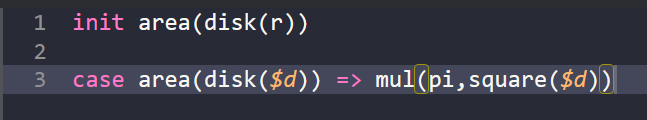 1 init area(disk(r))
2
3 case area(disk($d)) => mul(pi,square($d))